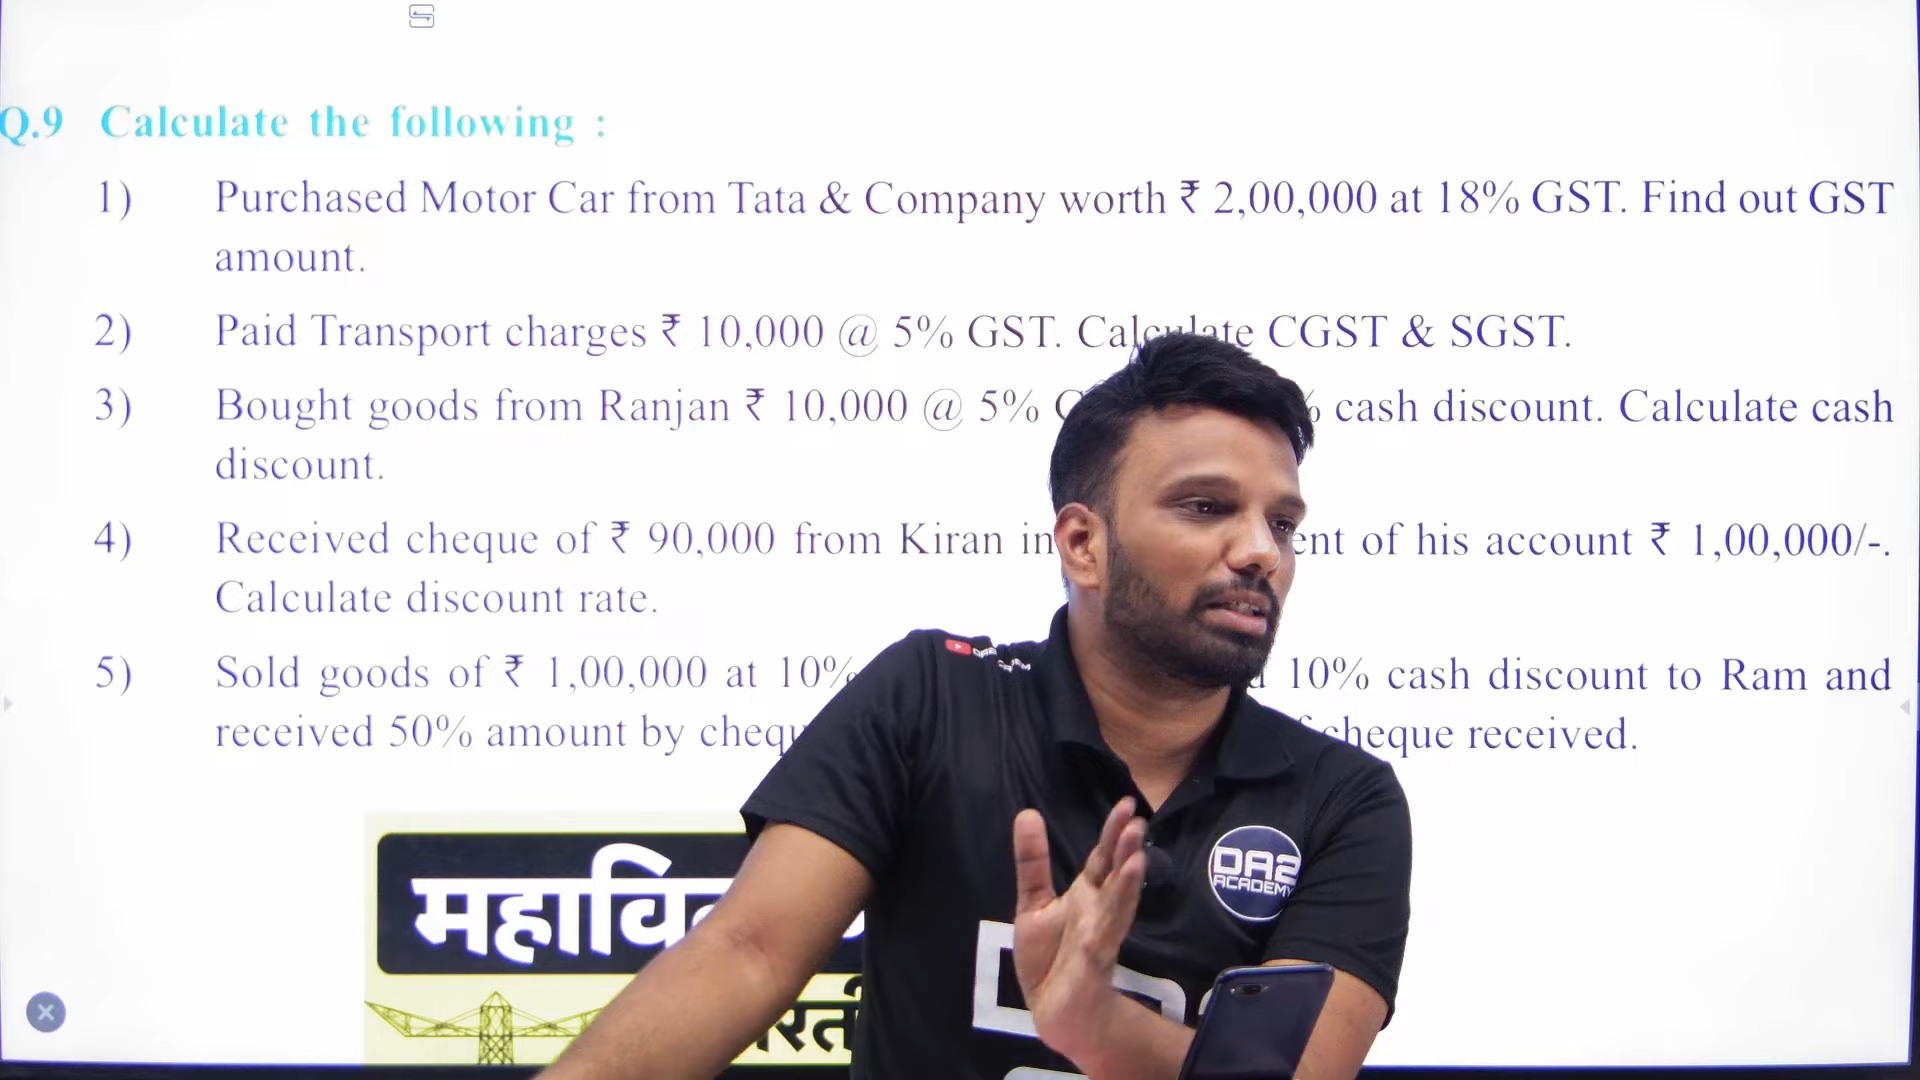 Q.9 Calculate the following :
1) Purchased Motor Car from Tata & Company worth ₹ 2,00,000 at 18% GST. Find out GST
amount.
2) Paid Transport charges ₹ 10,000 @ 5% GST. Calculate CGST & SGST.
3) Bought goods from Ranjan ₹ 10,000 @ 5% % cash discount. Calculate cash
discount.
4) Received cheque of ₹ 90,000 from Kiran in of his account ₹ 1,00,000/-.
Calculate discount rate.
5) Sold goods of ₹ 1,00,000 at 10% 10% cash discount to Ram and
received 50% amount by cheque received.
DA2
ACADEMY